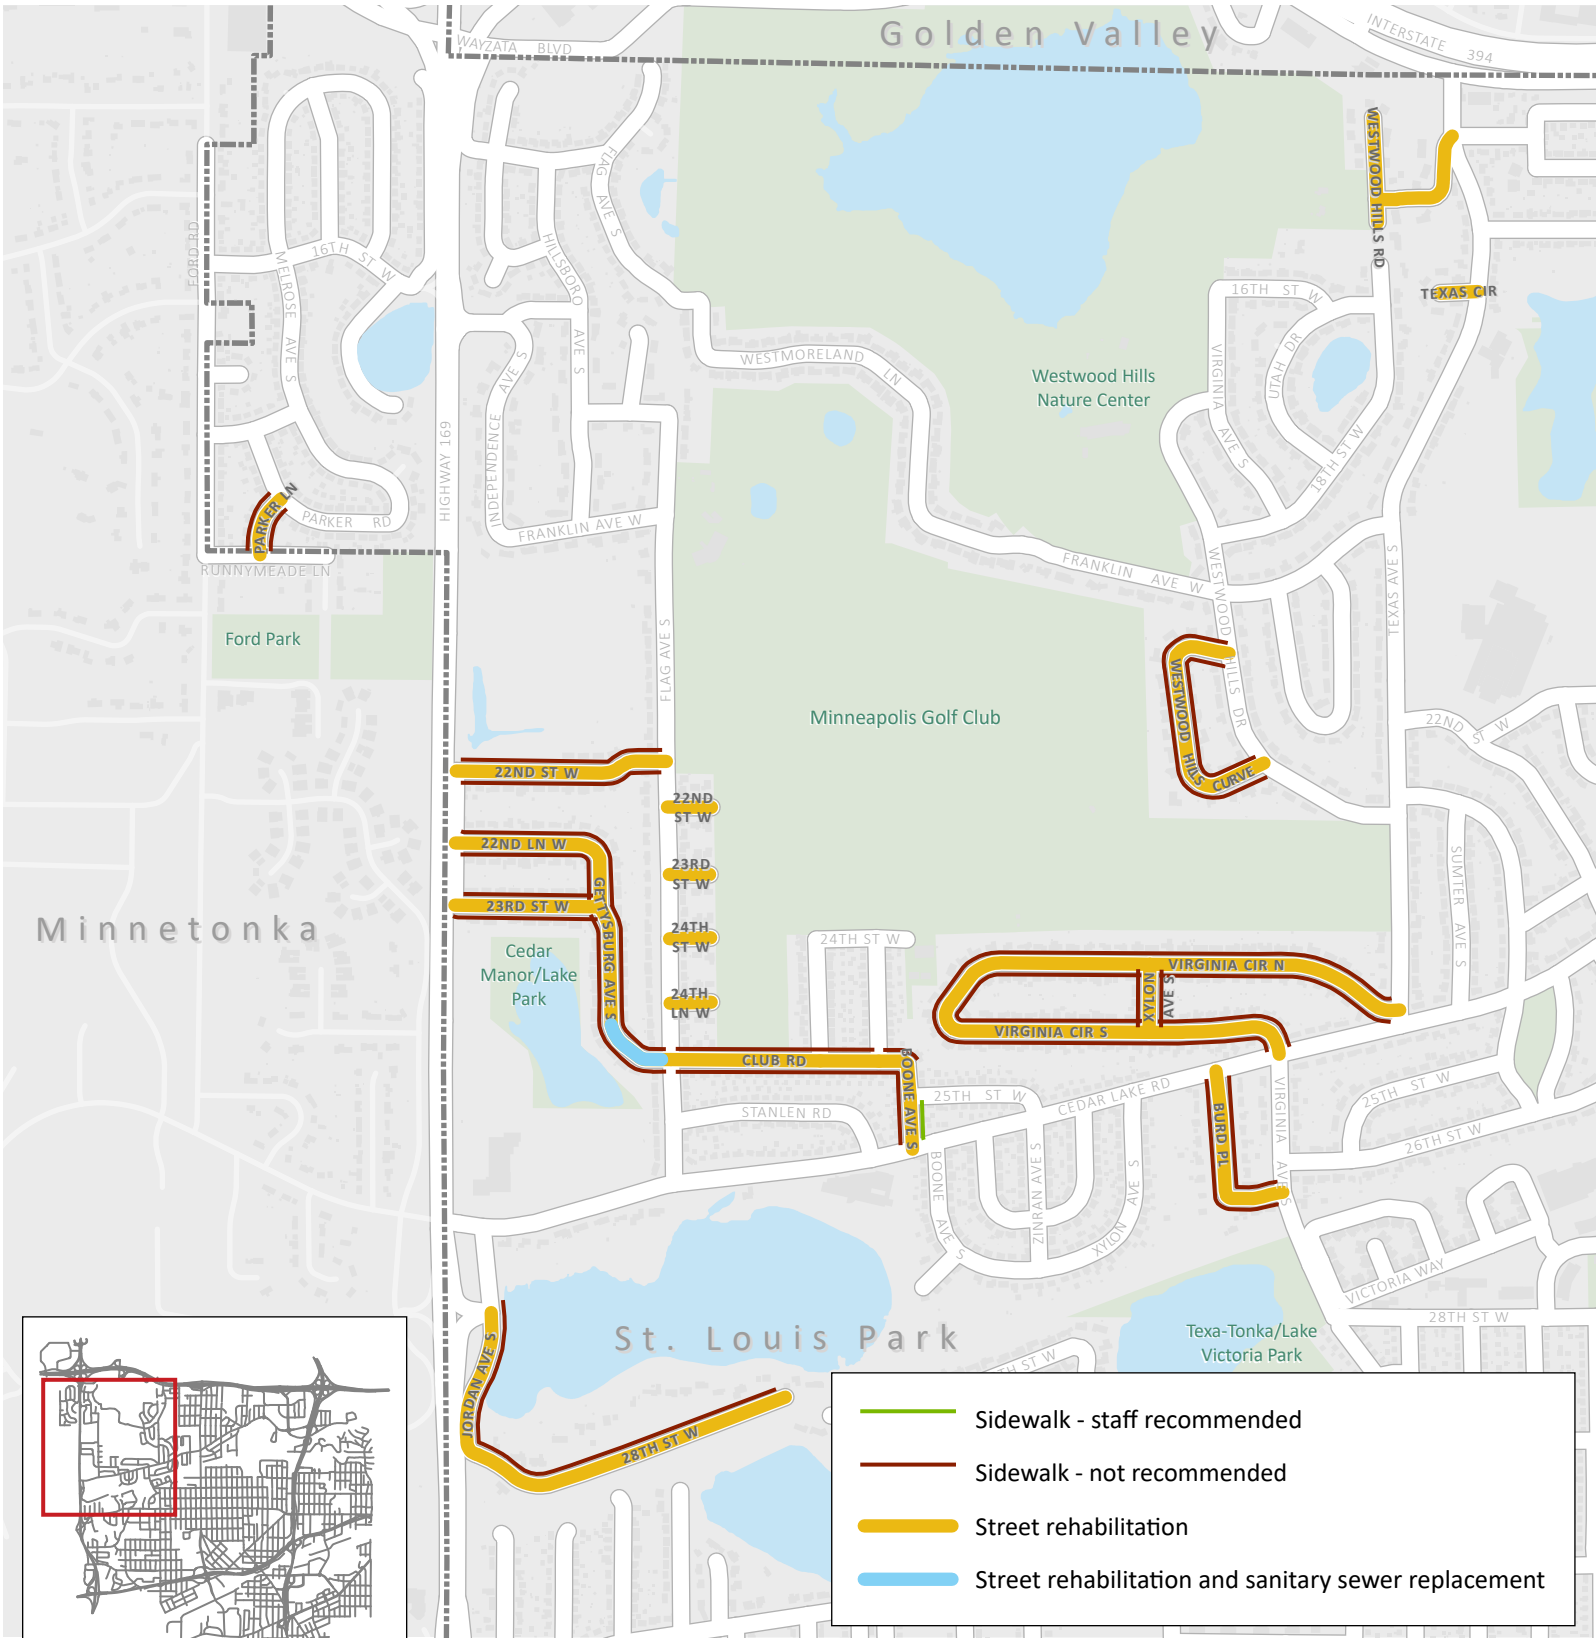 Golden Valley
WAYZATA BLVD
INTERSTATE 394
FLAG AVE S
WESTWOOD HILLS RD
FORD RD
16TH ST W
MELROSE AVE S
HILLSBORO AVE S
TEXAS CIR
16TH ST W
WESTMORELAND LN
UTAH DR
VIRGINIA AVE S
INDEPENDENCE AVE S
Westwood Hills
Nature Center
HIGHWAY 169
18TH ST W
PARKER LN
PARKER RD
FRANKLIN AVE W
RUNNYMEADE LN
FRANKLIN AVE W
TEXAS AVE S
WESTWOOD HILLS DR
Ford Park
FLAG AVE S
WESTWOOD HILLS CURVE
Minneapolis Golf Club
22ND ST W
22ND ST W
22ND
ST W
22ND LN W
23RD
ST W
SUMTER AVE S
GETTYSBURG AVE S
23RD ST W
Minnetonka
24TH
ST W
24TH ST W
Cedar
Manor/Lake
Park
VIRGINIA CIR N
XYLON
AVE S
24TH
LN W
VIRGINIA CIR S
CLUB RD
BOONE AVE S
25TH ST W
CEDAR LAKE RD
STANLEN RD
BURD PL
VIRGINIA AVE S
25TH ST W
26TH ST W
BOONE AVE S
ZINRAN AVE S
XYLON AVE S
VICTORIA WAY
28TH ST W
St. Louis Park
Texa-Tonka/Lake
Victoria Park
JORDAN AVE S
TH ST W
28TH ST W
Sidewalk - staff recommended
Sidewalk - not recommended
Street rehabilitation
Street rehabilitation and sanitary sewer replacement